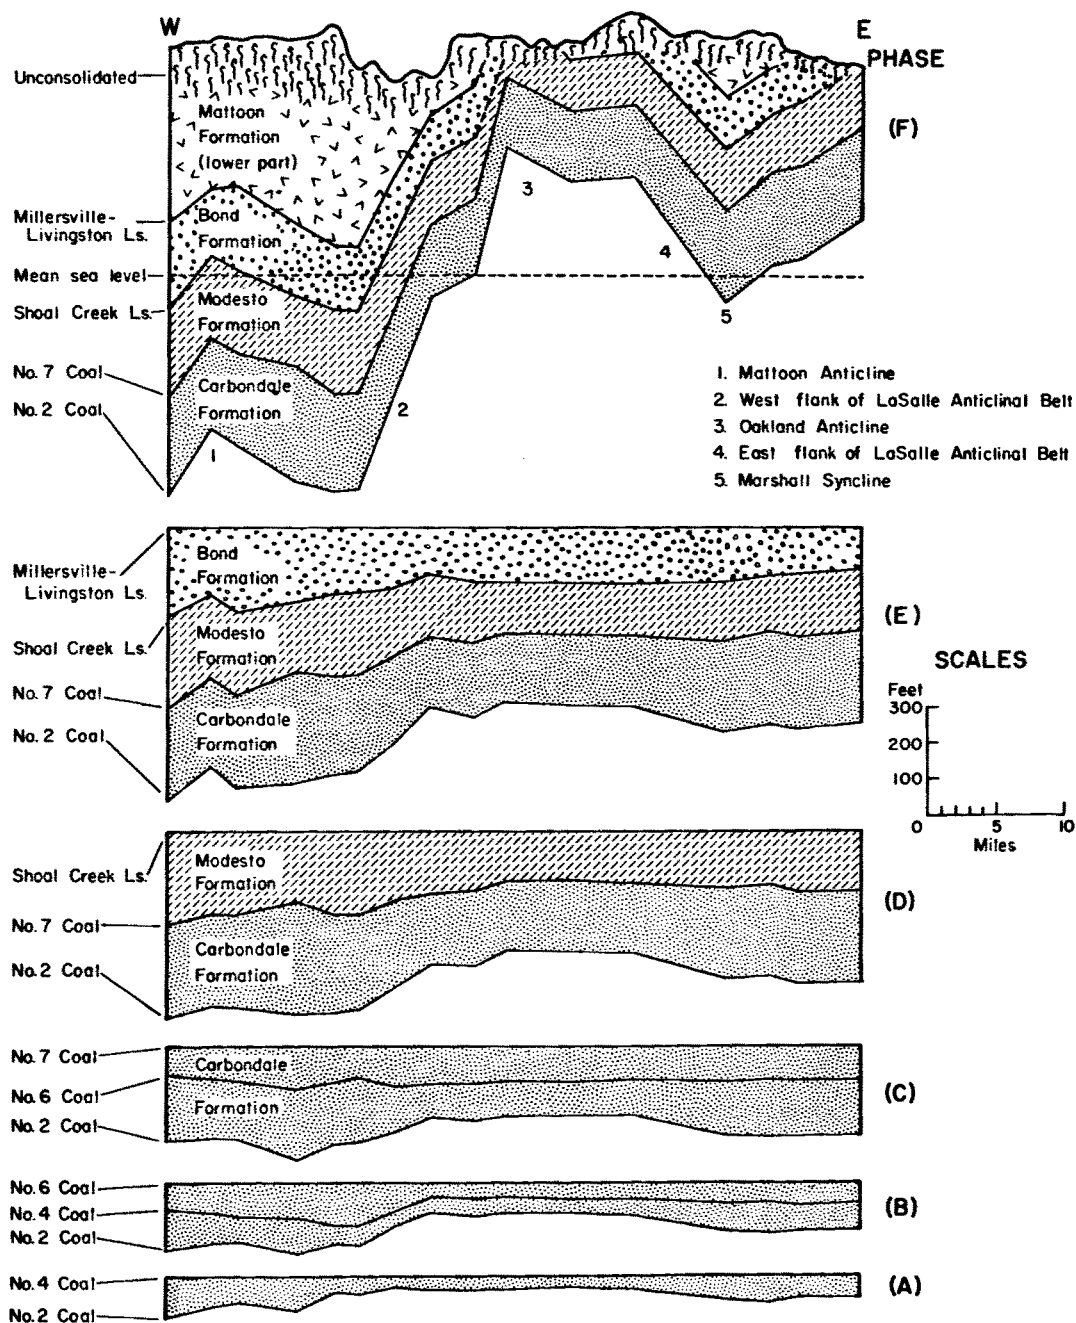 W
E
PHASE
Unconsolidated
Mattoon
Formation
(lower part)
(F)
Millersville-
Livingston Ls.
Bond
Formation
Mean sea level
Shoal Creek Ls.
Modesto
Formation
No. 7 Coal
No. 2 Coal
Carbondale
Formation
1
2
3
4
5
1. Mattoon Anticline
2. West flank of LaSalle Anticlinal Belt
3. Oakland Anticline
4. East flank of LaSalle Anticlinal Belt
5. Marshall Syncline
Millersville-
Livingston Ls.
Bond
Formation
Shoal Creek Ls.
Modesto
Formation
No. 7 Coal
No. 2 Coal
Carbondale
Formation
(E)
SCALES
Feet
300
200
100
0
5
10
Miles
Shoal Creek Ls.
Modesto
Formation
No. 7 Coal
No. 2 Coal
Carbondale
Formation
(D)
No. 7 Coal
Carbondale
No. 6 Coal
Formation
No. 2 Coal
(C)
No. 6 Coal
No. 4 Coal
No. 2 Coal
(B)
No. 4 Coal
No. 2 Coal
(A)